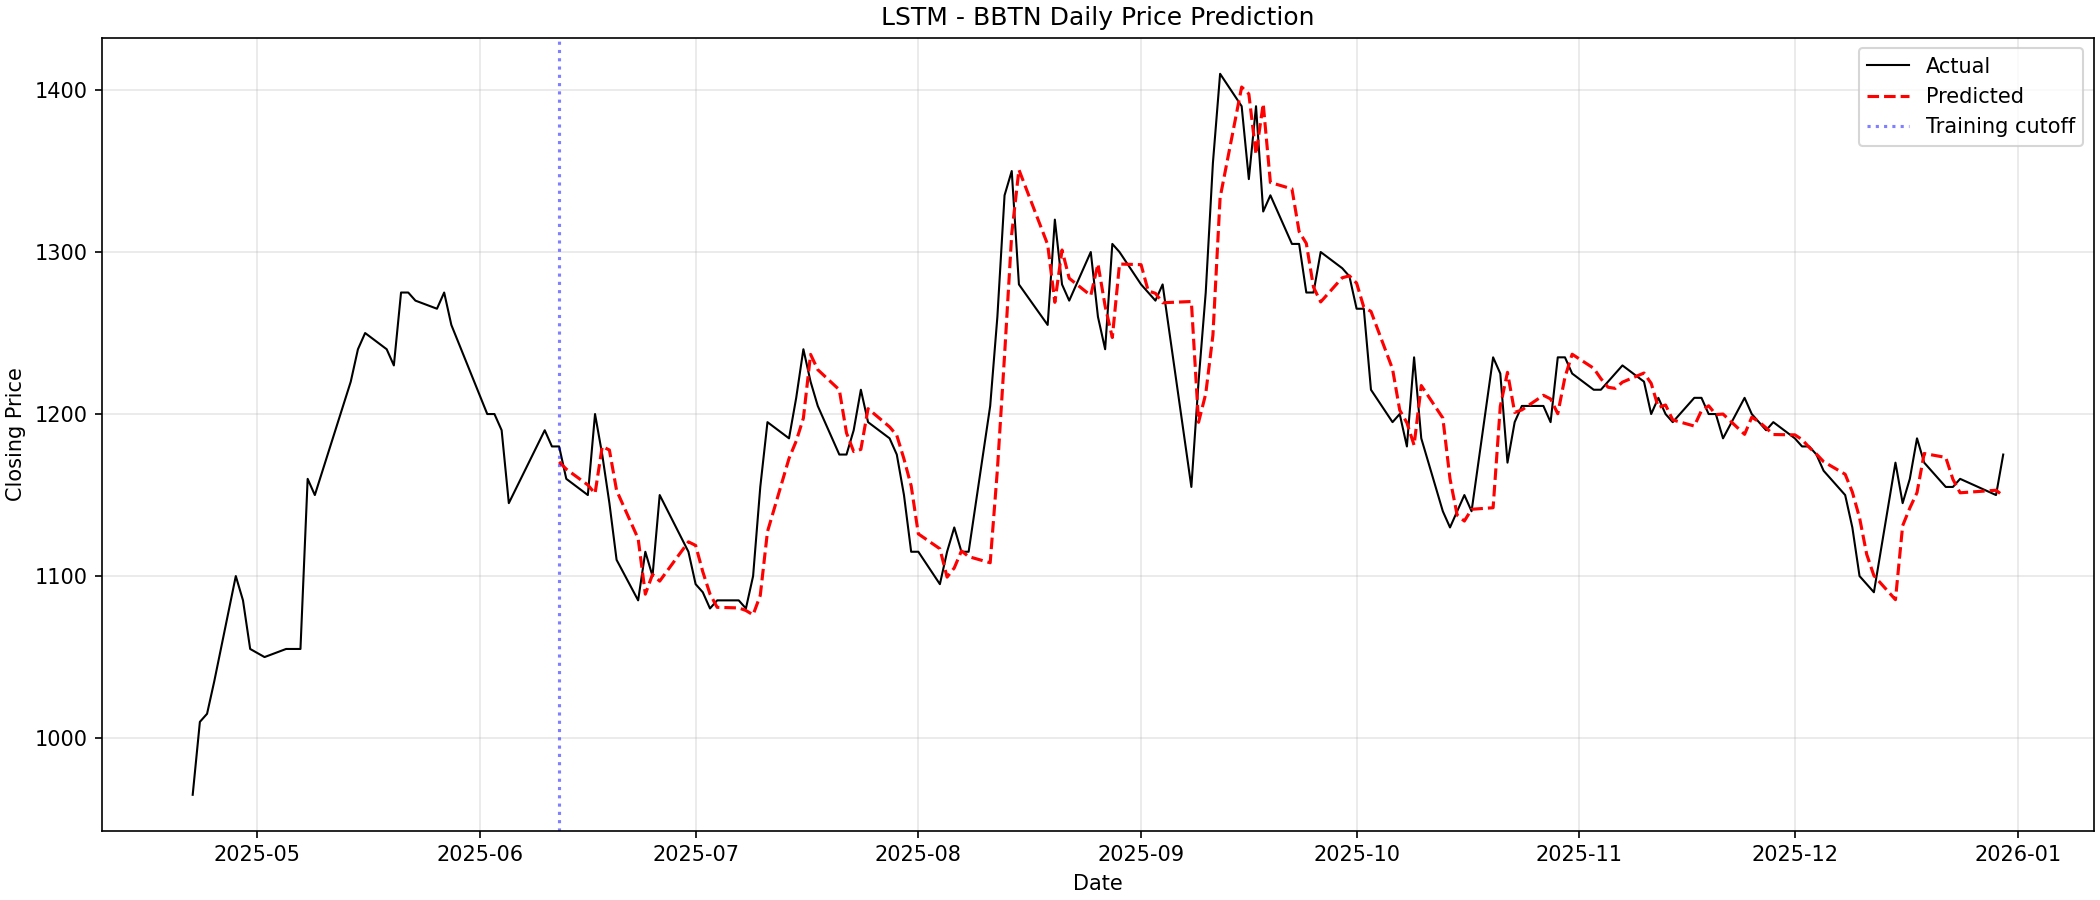 LSTM - BBTN Daily Price Prediction
Actual
Predicted
Training cutoff
Closing Price
1400
1300
1200
1100
1000
2025-05 2025-06 2025-07 2025-08 2025-09 2025-10 2025-11 2025-12 2026-01
Date